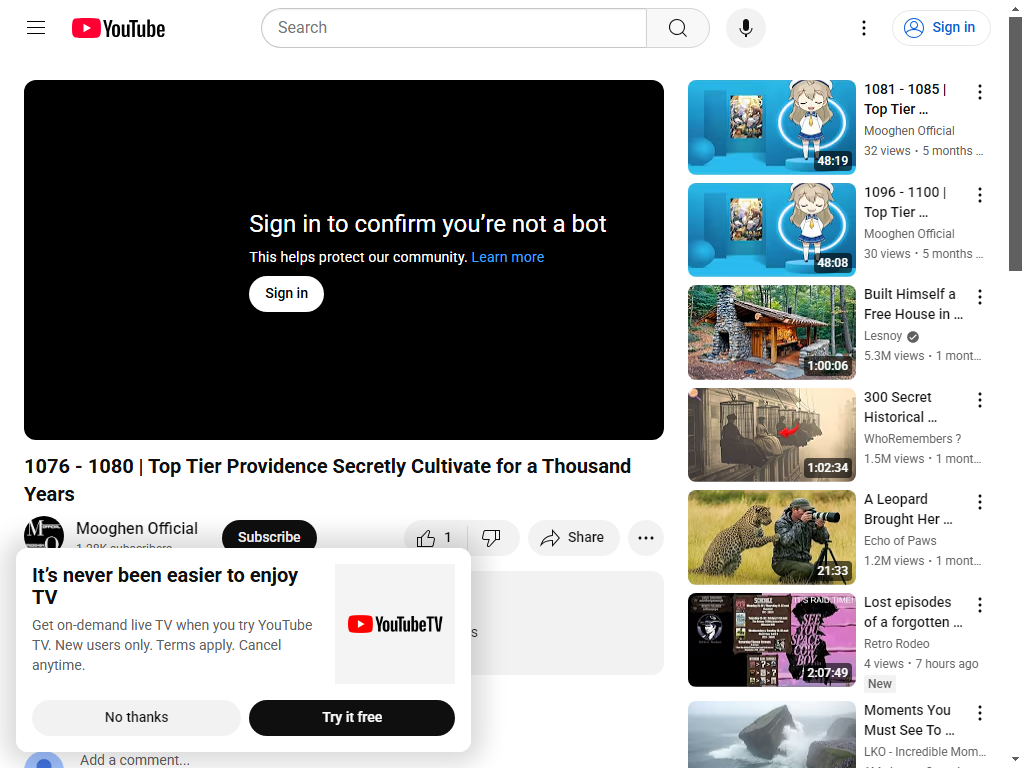 YouTube
Search
Sign in
Sign in to confirm you’re not a bot
This helps protect our community. Learn more
Sign in
1076 - 1080 | Top Tier Providence Secretly Cultivate for a Thousand
Years
Mooghen Official
1.28K subscribers
Subscribe
1
Share
It’s never been easier to enjoy
TV
Get on-demand live TV when you try YouTube
TV. New users only. Terms apply. Cancel
anytime.
YouTubeTV
No thanks
Try it free
Add a comment...
48:19
1081 - 1085 |
Top Tier ...
Mooghen Official
32 views • 5 months ...
48:08
1096 - 1100 |
Top Tier ...
Mooghen Official
30 views • 5 months ...
1:00:06
Built Himself a
Free House in ...
Lesnoy
5.3M views • 1 mont...
1:02:34
300 Secret
Historical ...
WhoRemembers ?
1.5M views • 1 mont...
21:33
A Leopard
Brought Her ...
Echo of Paws
1.2M views • 1 mont...
IT'S RAID TIME!
SCHEDULE
2:07:49
Lost episodes
of a forgotten ...
Retro Rodeo
4 views • 7 hours ago
New
Moments You
Must See To ...
LKO - Incredible Mom...